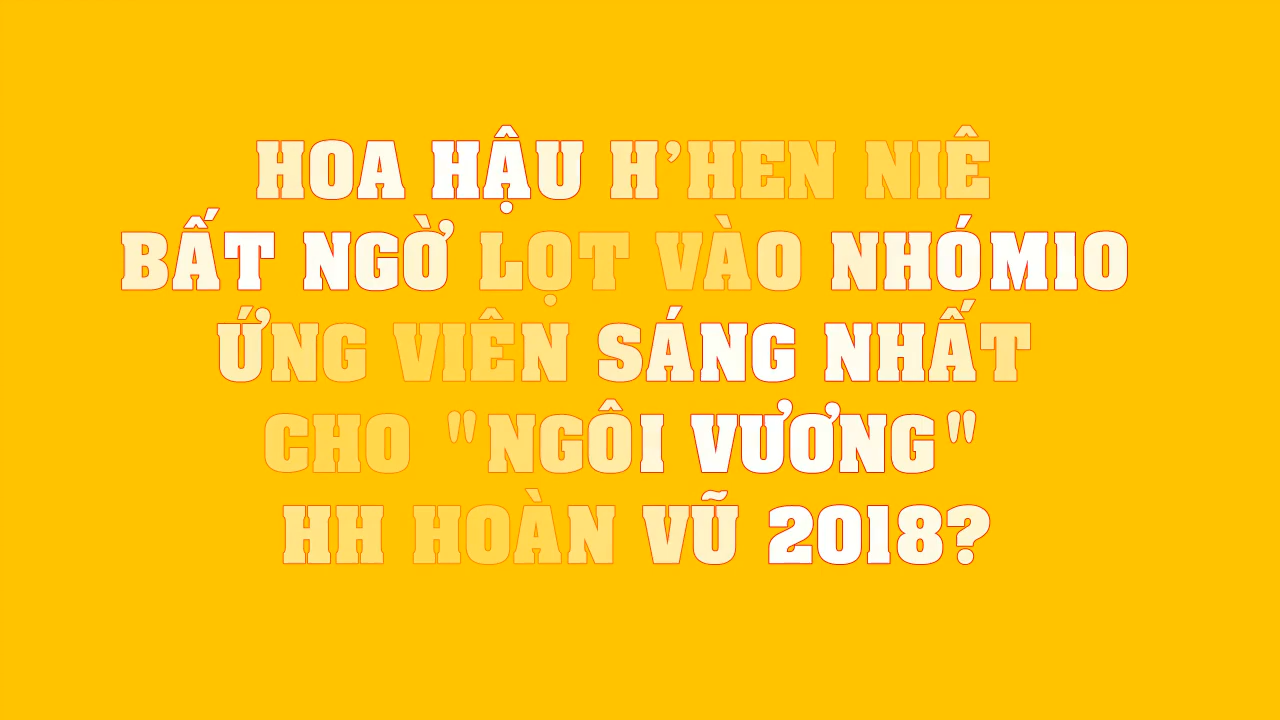 HOA HẬU H'HEN NIÊ
BẤT NGỜ LỌT VÀO NHÓM10
ỨNG VIÊN SÁNG NHẤT
CHO "NGÔI VƯƠNG"
HH HOÀN VŨ 2018?